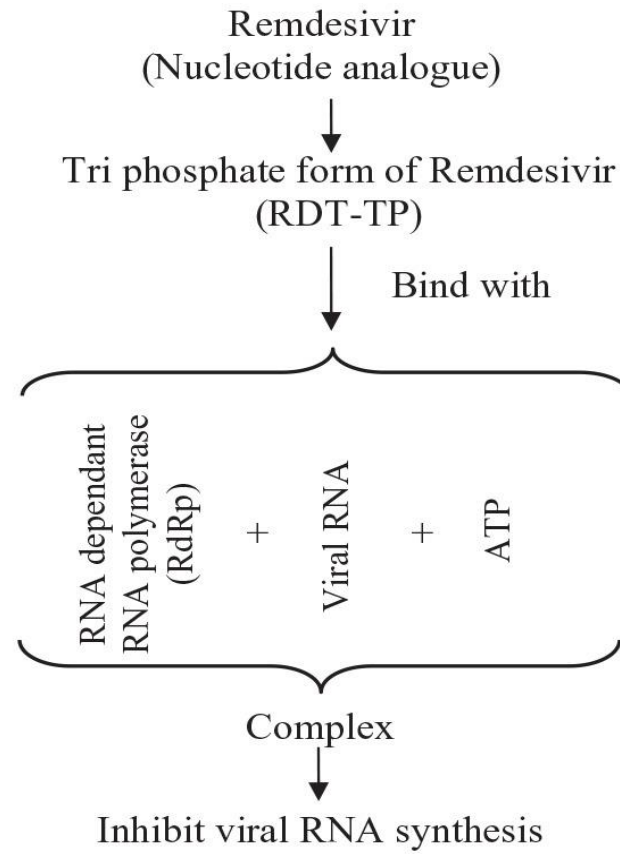 Remdesivir
(Nucleotide analogue)
Tri phosphate form of Remdesivir
(RDT-TP)
Bind with
RNA dependant
RNA polymerase
(RdRp)
+
Viral RNA
+
ATP
Complex
Inhibit viral RNA synthesis